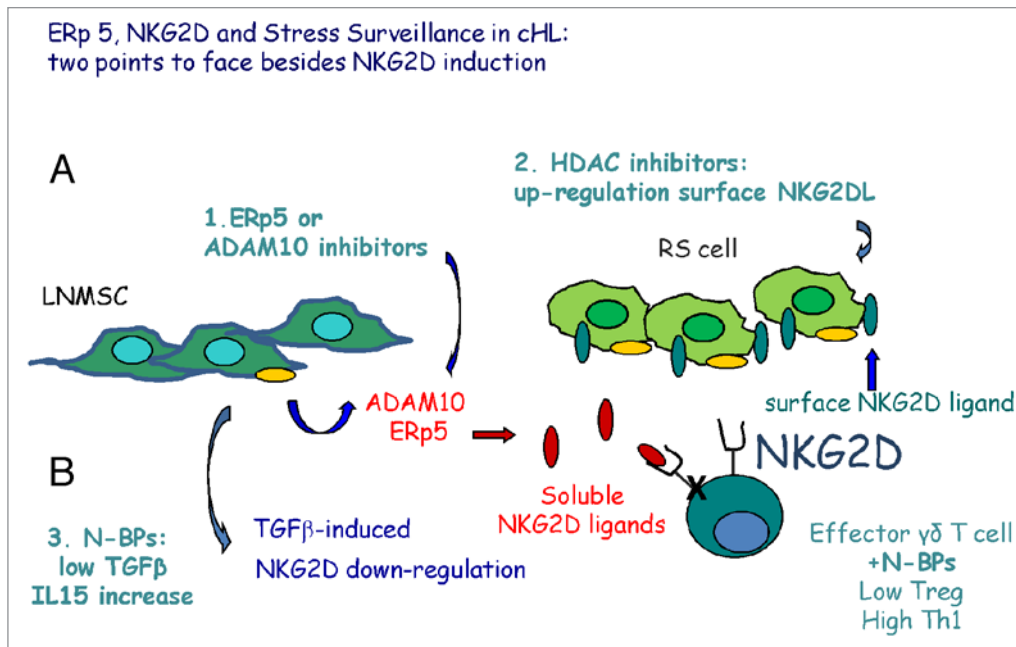 ERp 5, NKG2D and Stress Surveillance in cHL:
two points to face besides NKG2D induction
A
2. HDAC inhibitors:
up-regulation surface NKG2DL
1.ERp5 or
ADAM10 inhibitors
RS cell
LNMSC
ADAM10
ERp5
surface NKG2D ligand
NKG2D
B
X
Soluble
NKG2D ligands
3. N-BPs:
low TGFβ
IL15 increase
TGFβ-induced
NKG2D down-regulation
Effector γδ T cell
+N-BPs
Low Treg
High Th1